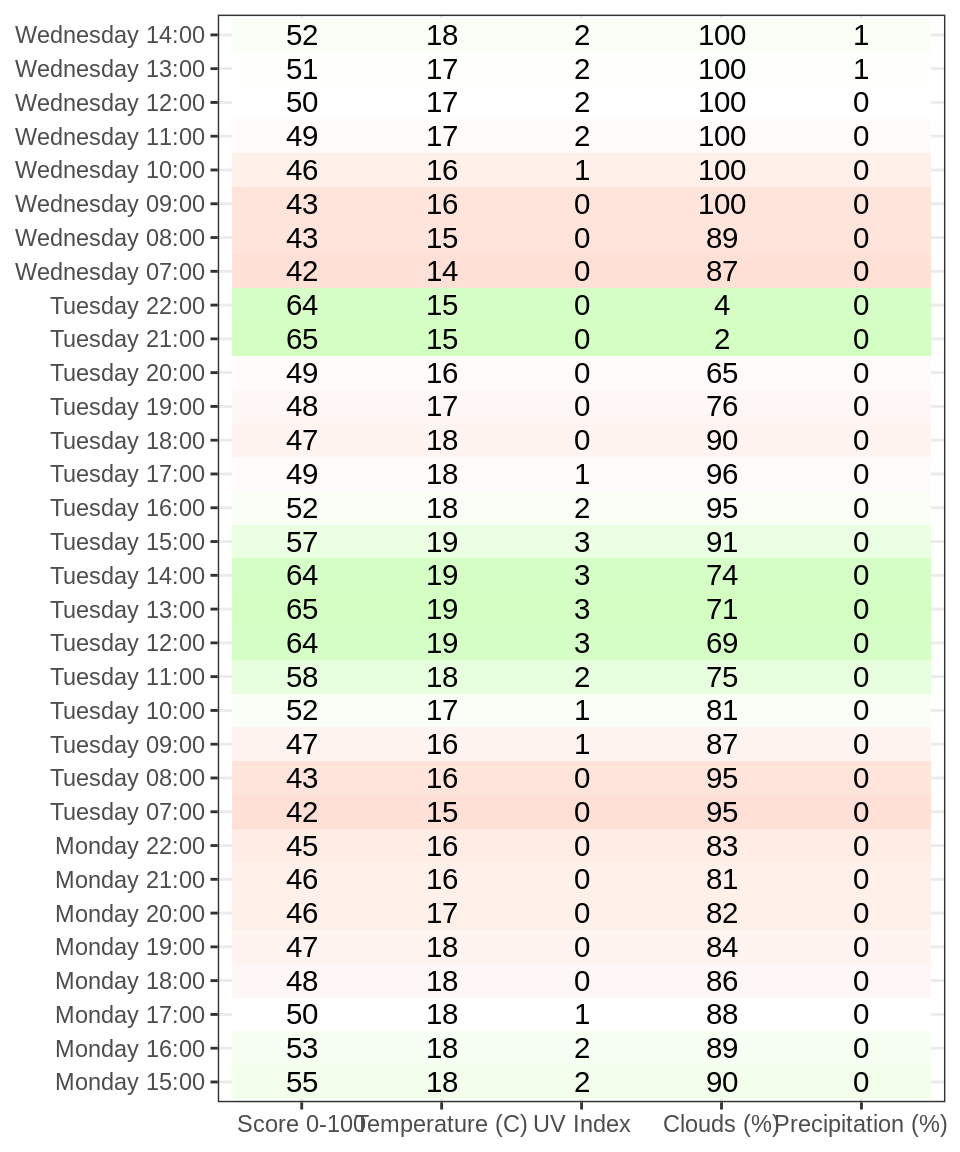 Wednesday 14:00 52 18 2 100 1
Wednesday 13:00 51 17 2 100 1
Wednesday 12:00 50 17 2 100 0
Wednesday 11:00 49 17 2 100 0
Wednesday 10:00 46 16 1 100 0
Wednesday 09:00 43 16 0 100 0
Wednesday 08:00 43 15 0 89 0
Wednesday 07:00 42 14 0 87 0
Tuesday 22:00 64 15 0 4 0
Tuesday 21:00 65 15 0 2 0
Tuesday 20:00 49 16 0 65 0
Tuesday 19:00 48 17 0 76 0
Tuesday 18:00 47 18 0 90 0
Tuesday 17:00 49 18 1 96 0
Tuesday 16:00 52 18 2 95 0
Tuesday 15:00 57 19 3 91 0
Tuesday 14:00 64 19 3 74 0
Tuesday 13:00 65 19 3 71 0
Tuesday 12:00 64 19 3 69 0
Tuesday 11:00 58 18 2 75 0
Tuesday 10:00 52 17 1 81 0
Tuesday 09:00 47 16 1 87 0
Tuesday 08:00 43 16 0 95 0
Tuesday 07:00 42 15 0 95 0
Monday 22:00 45 16 0 83 0
Monday 21:00 46 16 0 81 0
Monday 20:00 46 17 0 82 0
Monday 19:00 47 18 0 84 0
Monday 18:00 48 18 0 86 0
Monday 17:00 50 18 1 88 0
Monday 16:00 53 18 2 89 0
Monday 15:00 55 18 2 90 0
Score 0-100 Temperature (C) UV Index Clouds (%) Precipitation (%)